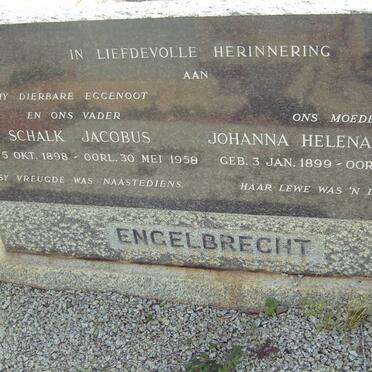 IN LIEFDEVOLLE HERINNERING
AAN
MY DIERBARE EGGENOOT
EN ONS VADER
SCHALK JACOBUS
5 OKT. 1898 - OORL. 30 MEI 1958
SY VREUGDE WAS NAASTEDIENS.
ONS MOEDE
JOHANNA HELENA
GEB. 3 JAN. 1899 - OOR
HAAR LEWE WAS 'N
ENGELBRECHT